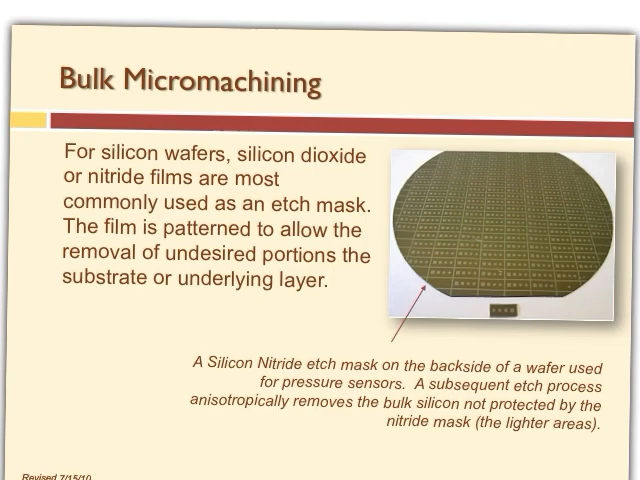 Bulk Micromachining
For silicon wafers, silicon dioxide
or nitride films are most
commonly used as an etch mask.
The film is patterned to allow the
removal of undesired portions the
substrate or underlying layer.
A Silicon Nitride etch mask on the backside of a wafer used
for pressure sensors.  A subsequent etch process
anisotropically removes the bulk silicon not protected by the
nitride mask (the lighter areas).
Revised 7/15/10